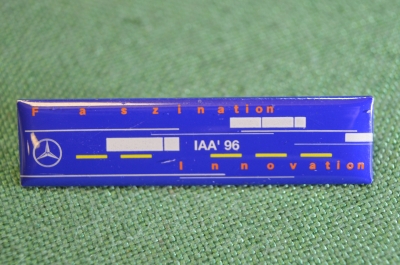 Faszination
IAA' 96
Innovation